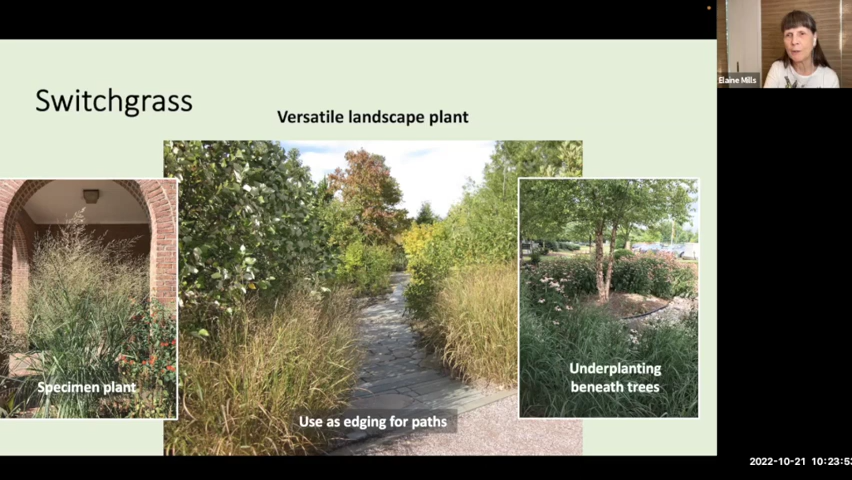 Elaine Mills
Switchgrass
Versatile landscape plant
Specimen plant
Use as edging for paths
Underplanting
beneath trees
2022-10-21 10:23:53